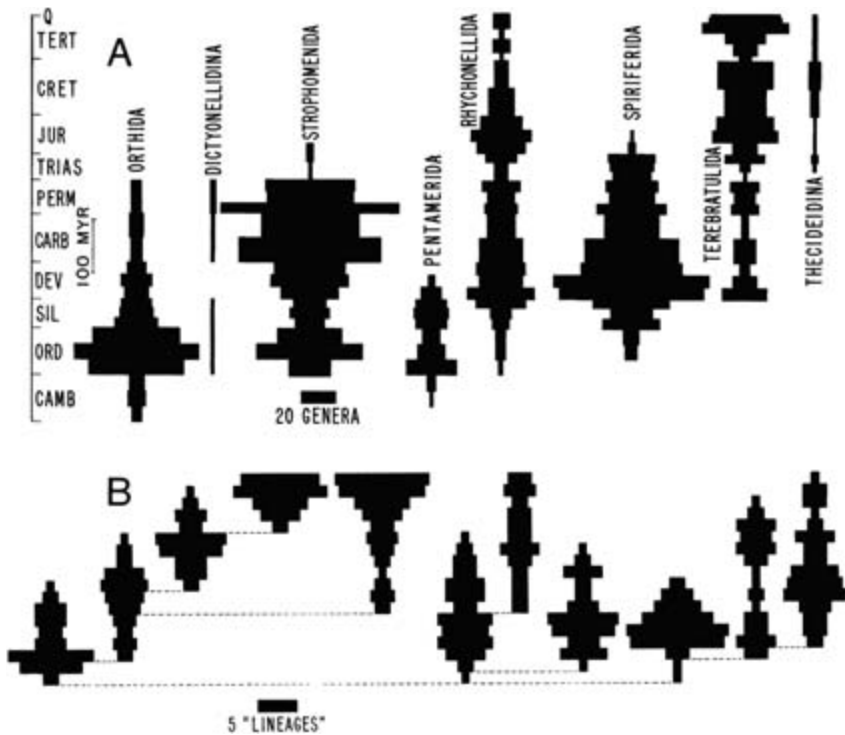 A
Q
TERT
CRET
JUR
TRIAS
PERM
CARB
DEV
SIL
ORD
CAMB
100 MYR
ORTHIDA
DICTYONELLIDINA
STROPHOMENIDA
PENTAMERIDA
RHYCHONELLIDA
SPIRIFERIDA
TEREBRATULIDA
THECIDEIDINA
20 GENERA
B
5 "LINEAGES"